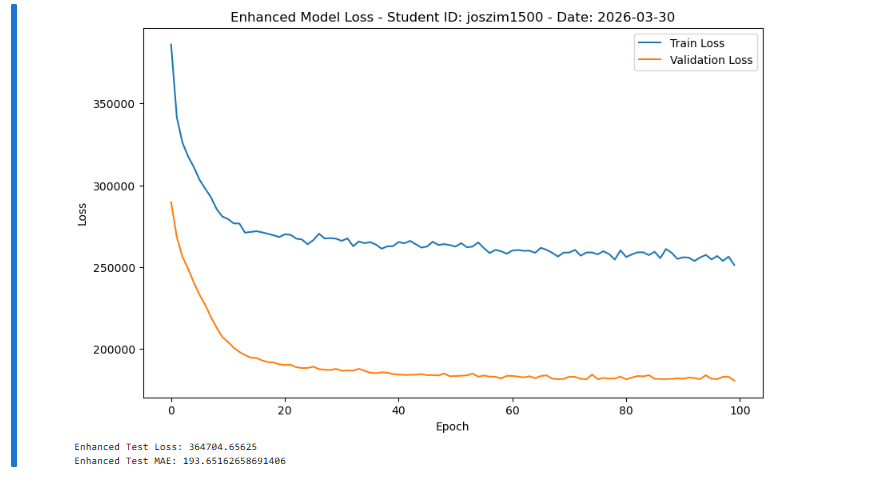 Enhanced Model Loss - Student ID: joszim1500 - Date: 2026-03-30
Train Loss
Validation Loss
350000
300000
250000
200000
Loss
0
20
40
60
80
100
Epoch
Enhanced Test Loss: 364704.65625
Enhanced Test MAE: 193.65162658691406